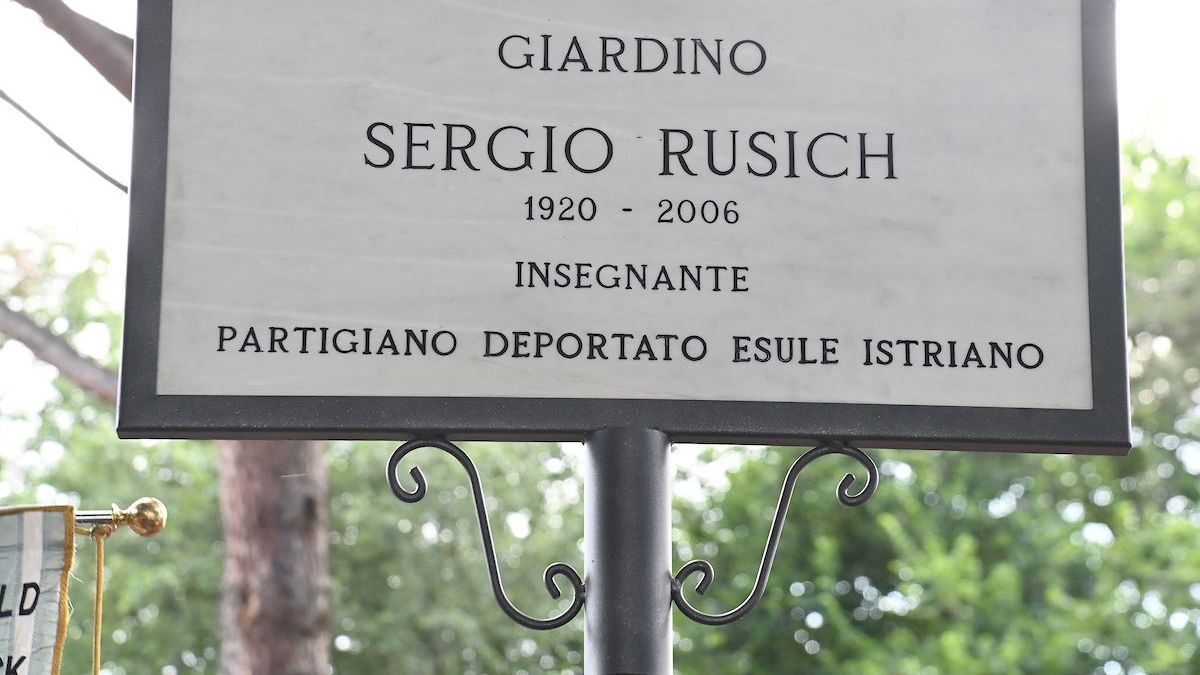 GIARDINO
SERGIO RUSICH
1920 - 2006
INSEGNANTE
PARTIGIANO DEPORTATO ESULE ISTRIANO